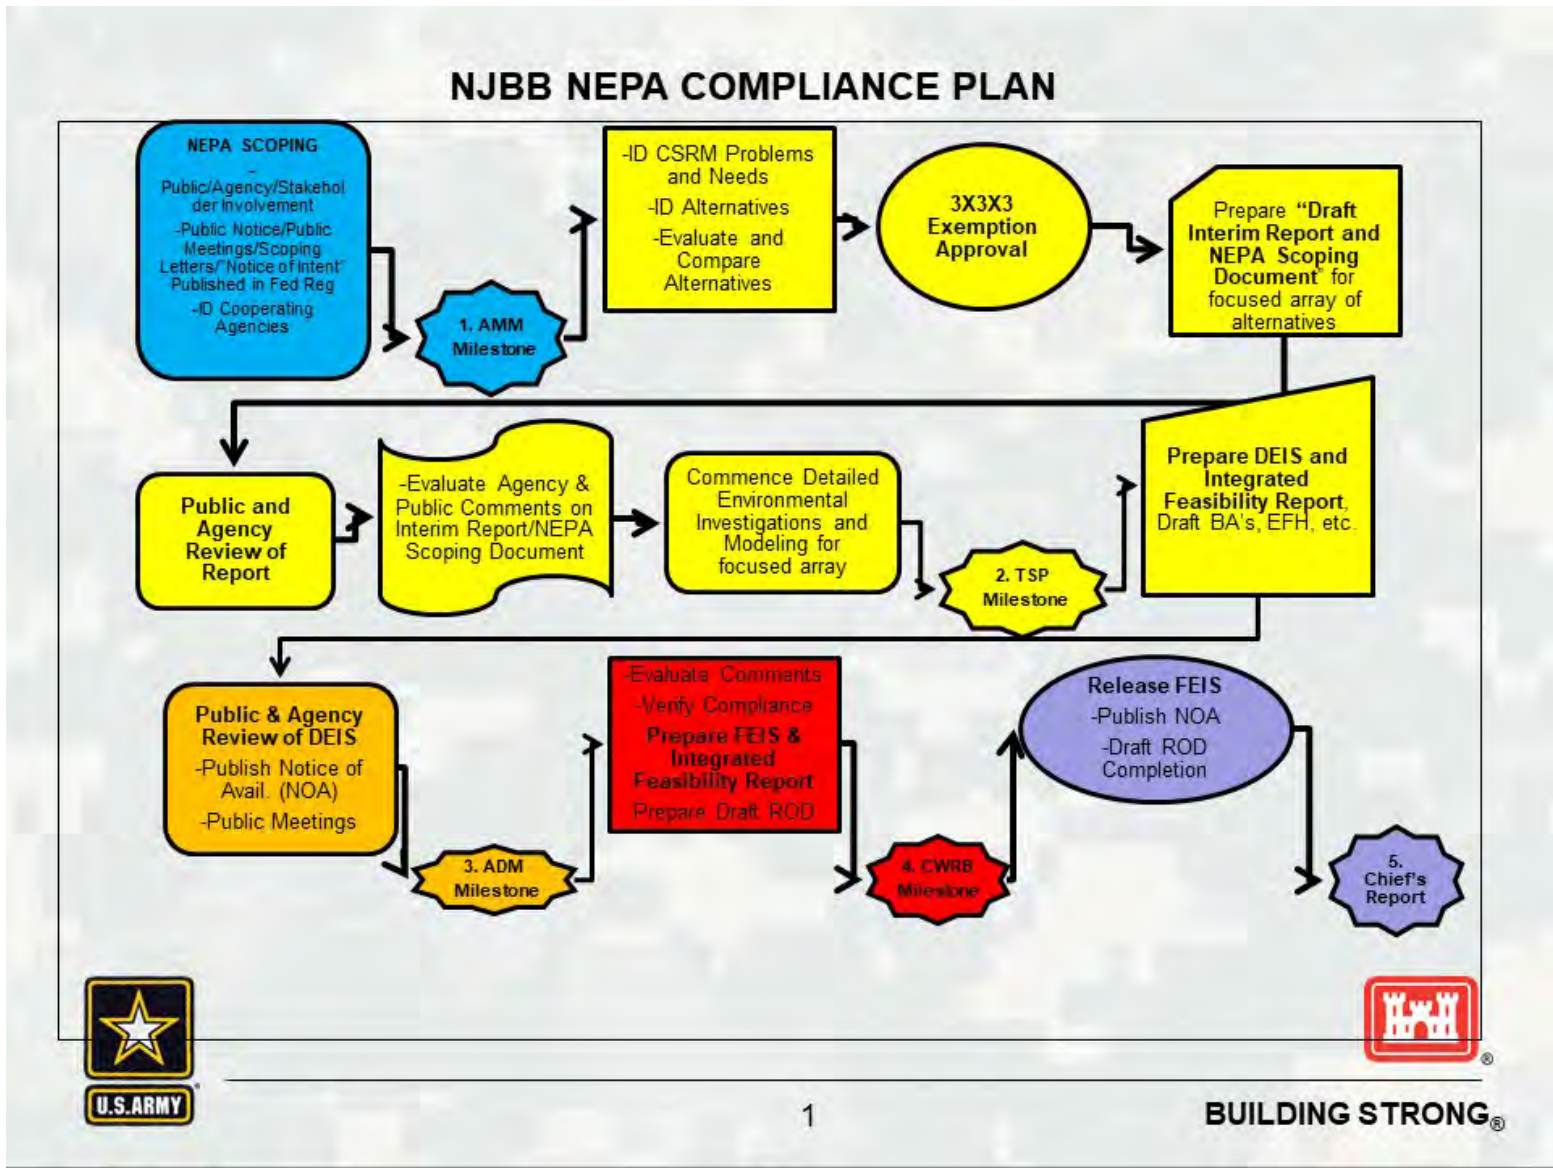 NJBB NEPA COMPLIANCE PLAN
NEPA SCOPING
-
Public/Agency/Stakehol
der Involvement
-Public Notice/Public
Meetings/Scoping
Letters/"Notice of Intent"
Published in Fed Reg
-ID Cooperating
Agencies
1. AMM
Milestone
-ID CSRM Problems
and Needs
-ID Alternatives
-Evaluate and
Compare
Alternatives
3X3X3
Exemption
Approval
Prepare “Draft
Interim Report and
NEPA Scoping
Document” for
focused array of
alternatives
Public and
Agency
Review of
Report
-Evaluate Agency &
Public Comments on
Interim Report/NEPA
Scoping Document
Commence Detailed
Environmental
Investigations and
Modeling for
focused array
2. TSP
Milestone
Prepare DEIS and
Integrated
Feasibility Report,
Draft BA's, EFH, etc.
Public & Agency
Review of DEIS
-Publish Notice of
Avail. (NOA)
-Public Meetings
3. ADM
Milestone
-Evaluate Comments
-Verify Compliance
Prepare FEIS &
Integrated
Feasibility Report
Prepare Draft ROD
4. CWRB
Milestone
Release FEIS
-Publish NOA
-Draft ROD
Completion
5.
Chief's
Report
U.S.ARMY
®
1
BUILDING STRONG®